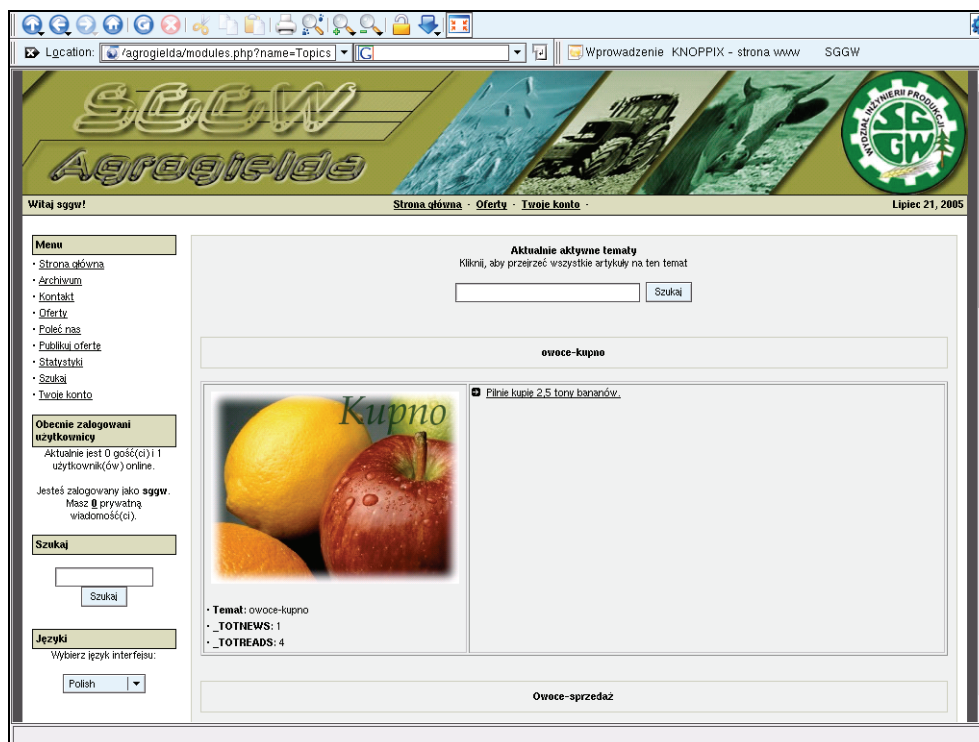 Location: /agrogielda/modules.php?name=Topics Wprowadzenie KNOPPIX - strona www SGGW
SGGW
Agrogielda
WYDZIAŁ INŻYNIERII PRODUKCJI
SGGW
Witaj sggw! Strona główna · Oferty · Twoje konto · Lipiec 21, 2005
Menu
· Strona główna
· Archiwum
· Kontakt
· Oferty
· Poleć nas
· Publikuj ofertę
· Statystyki
· Szukaj
· Twoje konto
Obecnie zalogowani
użytkownicy
Aktualnie jest 0 gość(ci) i 1
użytkownik(ów) online.
Jesteś zalogowany jako sggw.
Masz 0 prywatną
wiadomość(ci).
Szukaj
Szukaj
Języki
Wybierz język interfejsu:
Polish
Aktualnie aktywne tematy
Kliknij, aby przejrzeć wszystkie artykuły na ten temat
Szukaj
owoce-kupno
Kupno
Pilnie kupię 2,5 tony bananów.
· Temat: owoce-kupno
· _TOTNEWS: 1
· _TOTREADS: 4
Owoce-sprzedaż